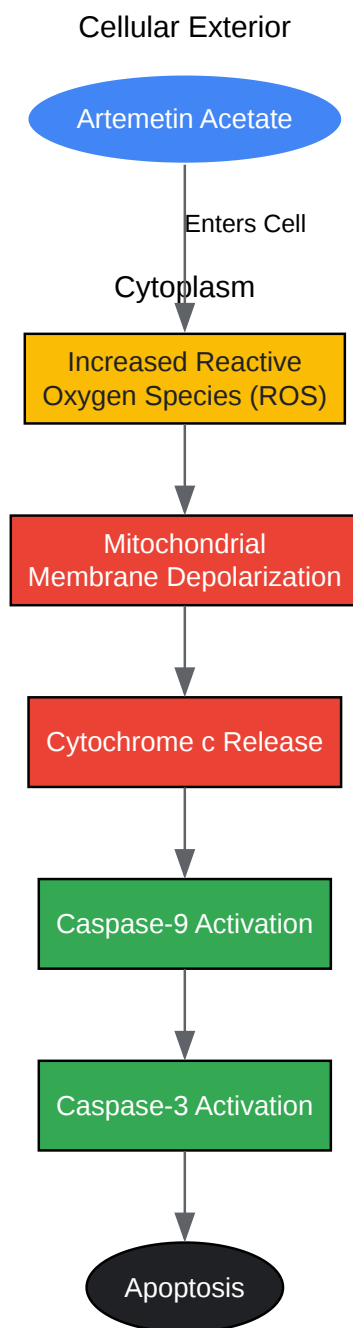 Cellular Exterior
Artemetin Acetate
Enters Cell
Cytoplasm
Increased Reactive
Oxygen Species (ROS)
Mitochondrial
Membrane Depolarization
Cytochrome c Release
Caspase-9 Activation
Caspase-3 Activation
Apoptosis